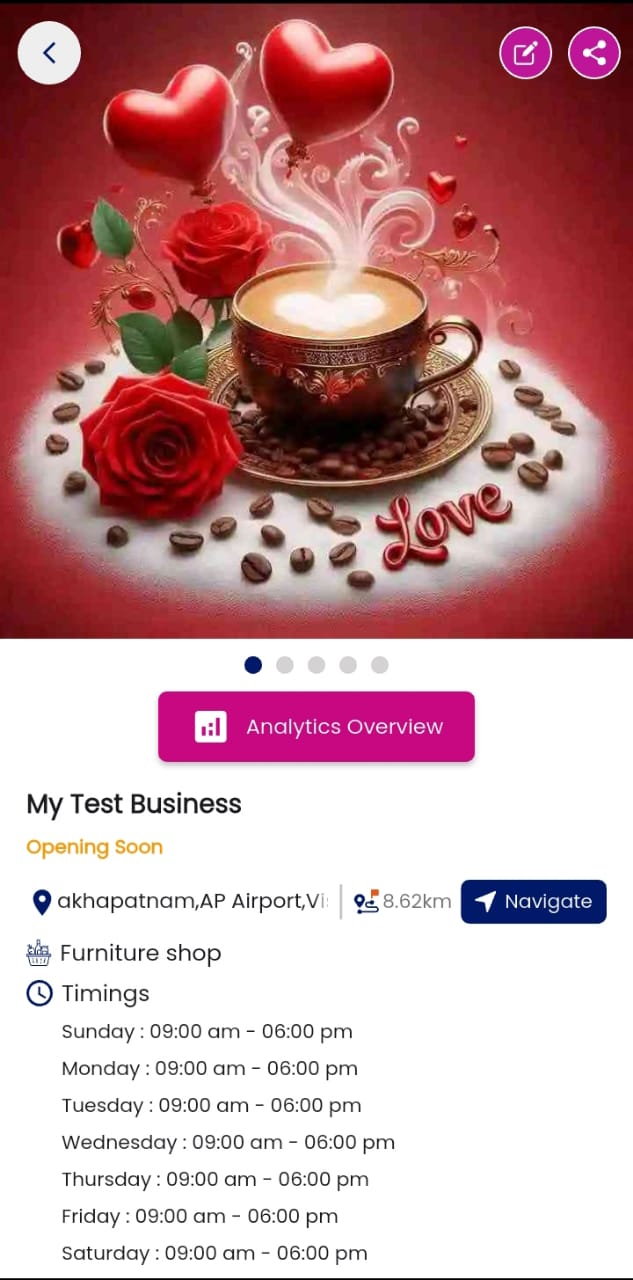 Love
Analytics Overview
My Test Business
Opening Soon
akhapatnam,AP Airport,Vi
8.62km
Navigate
Furniture shop
Timings
Sunday : 09:00 am - 06:00 pm
Monday : 09:00 am - 06:00 pm
Tuesday : 09:00 am - 06:00 pm
Wednesday : 09:00 am - 06:00 pm
Thursday : 09:00 am - 06:00 pm
Friday : 09:00 am - 06:00 pm
Saturday : 09:00 am - 06:00 pm